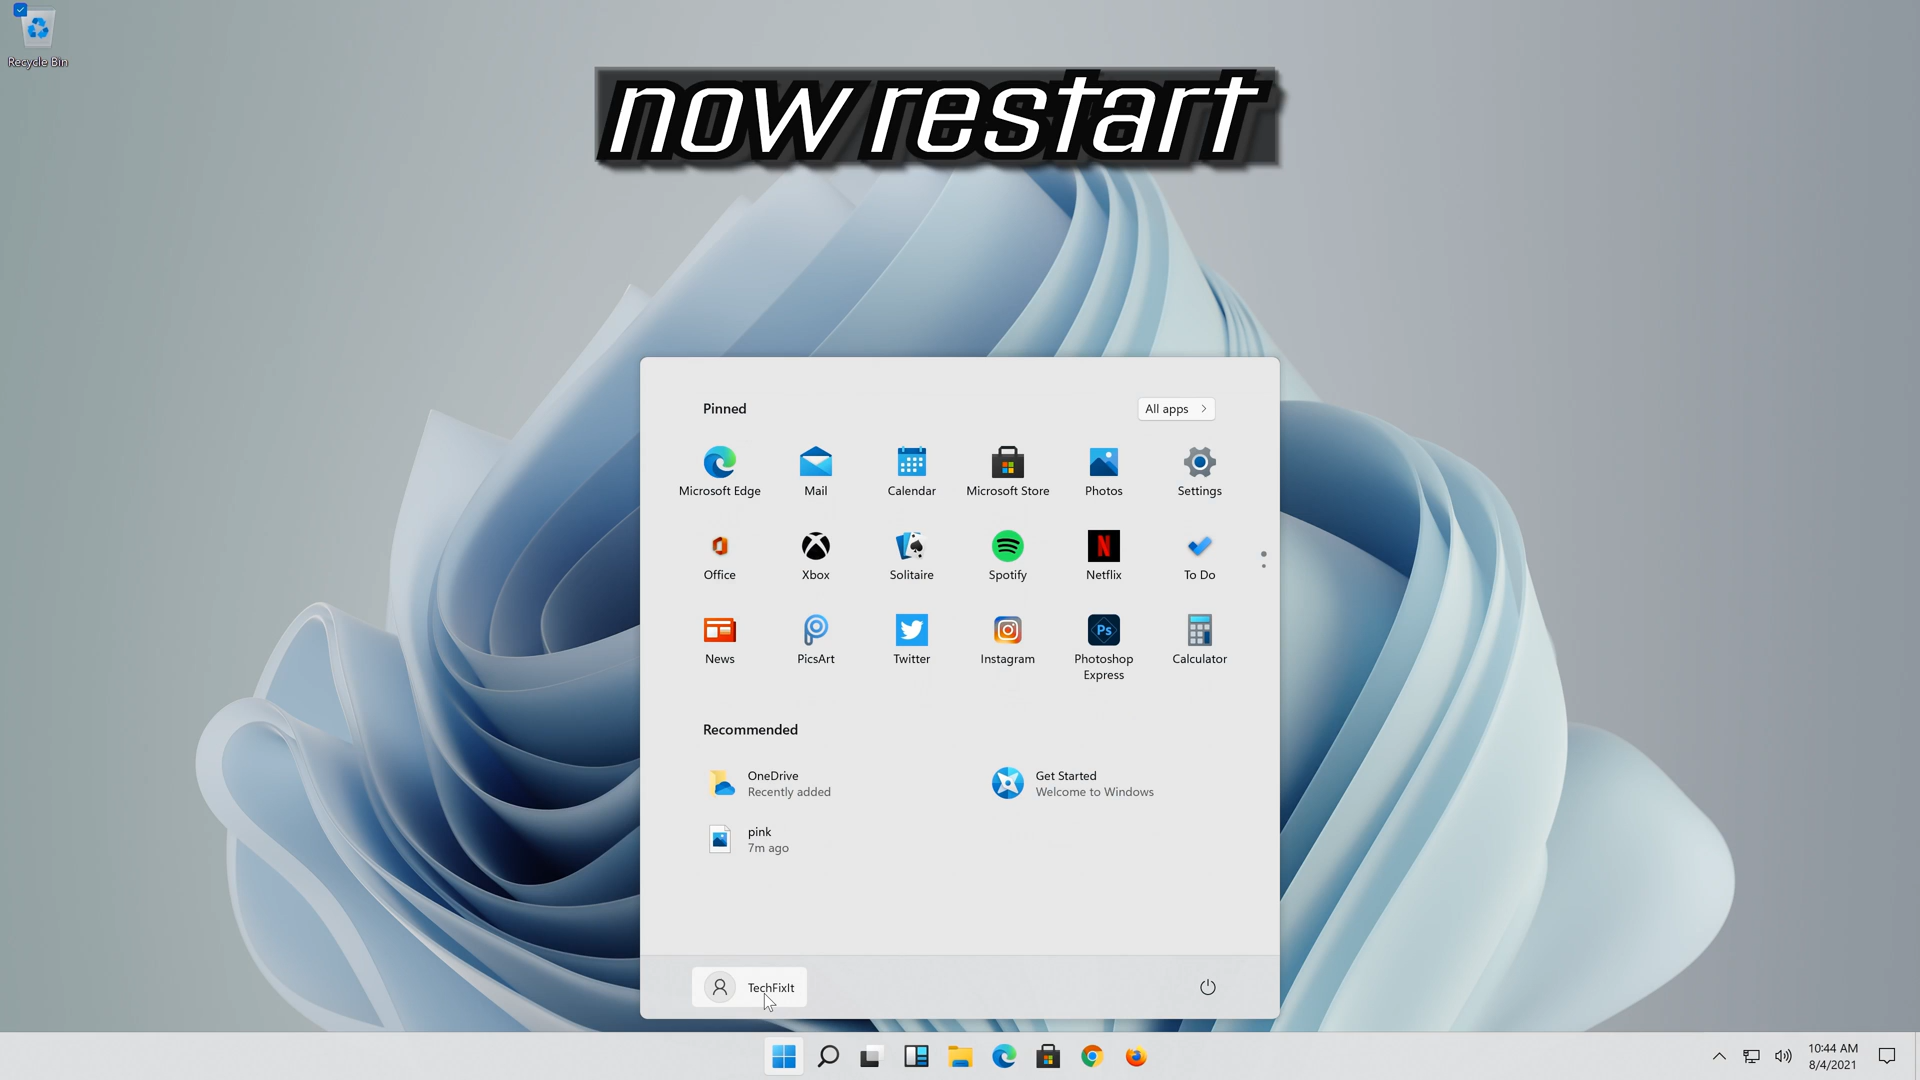 Recycle Bin
now restart
Pinned
All apps
Microsoft Edge
Mail
Calendar
Microsoft Store
Photos
Settings
Office
Xbox
Solitaire
Spotify
Netflix
To Do
News
PicsArt
Twitter
Instagram
Photoshop
Express
Calculator
Recommended
OneDrive
Recently added
Get Started
Welcome to Windows
pink
7m ago
TechFixIt
10:44 AM
8/4/2021